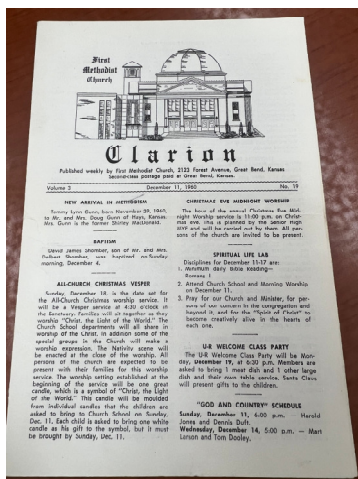 First
Methodist
Church
Clarion
Published weekly by First Methodist Church, 2123 Forest Avenue, Great Bend, Kansas
Second-class postage paid at Great Bend, Kansas.
Volume 3 December 11, 1960 No. 19
NEW ARRIVAL IN METHODISM
Tommy Lynn Gunn, born November 29, 1960,
to Mr. and Mrs. Doug Gunn of Hays, Kansas.
Mrs. Gunn is the former Shirley MacDonald.
BAPTISM
David James Shomber, son of Mr. and Mrs.
Shomber, was baptized on Sunday
morning, December 4.
ALL-CHURCH CHRISTMAS VESPER
Sunday, December 18, is the date set for
the All-Church Christmas worship service. It
will be a Vesper service at 4:30 o'clock in
the Sanctuary. Families will sit together as they
worship "Christ, the Light of the World." The
Church School departments will all share in
worship of the Christ. In addition some of the
special groups in the Church will make a
worship expression. The Nativity scene will
be enacted at the close of the worship. All
persons of the church are expected to be
present with their families for this worship
service. The worship setting established at the
beginning of the service will be one great
candle, which is a symbol of "Christ, the Light
of the World." This candle will be moulded
from individual candles that the children are
asked to bring to Church School on Sunday,
Dec. 11. Each child is asked to bring one white
candle as his gift to the symbol, but it must
be brought by Sunday, Dec. 11.
CHRISTMAS EVE MIDNIGHT WORSHIP
The hour of the annual Christmas Eve Mid-
night Worship service is 11:00 p.m. on Christ-
mas Eve. This is planned by the Senior High
MYF and will be carried out by them. All per-
sons of the church are invited to be present.
SPIRITUAL LIFE LAB
Disciplines for December 11-17 are:
1. Minimum daily Bible Reading—
Romans 1
2. Attend Church School and Morning Worship
on December 11.
3. Pray for our Church and Minister, for per-
sons of our concern in the congregation and
beyond it, and for the "Spirit of Christ" to
become creatively alive in the hearts of
each one.
U-R WELCOME CLASS PARTY
The U-R Welcome Class Party will be Mon-
day, December 19, at 6:30 p.m. Members are
asked to bring 1 meat dish and 1 other large
dish and their own table service. Santa Claus
will present gifts to the children.
"GOD AND COUNTRY" SCHEDULE
Sunday, December 11, 6:00 p.m. — Harold
Jones and Dennis Duft.
Wednesday, December 14, 5:00 p.m. — Mart
Larson and Tom Dooley.